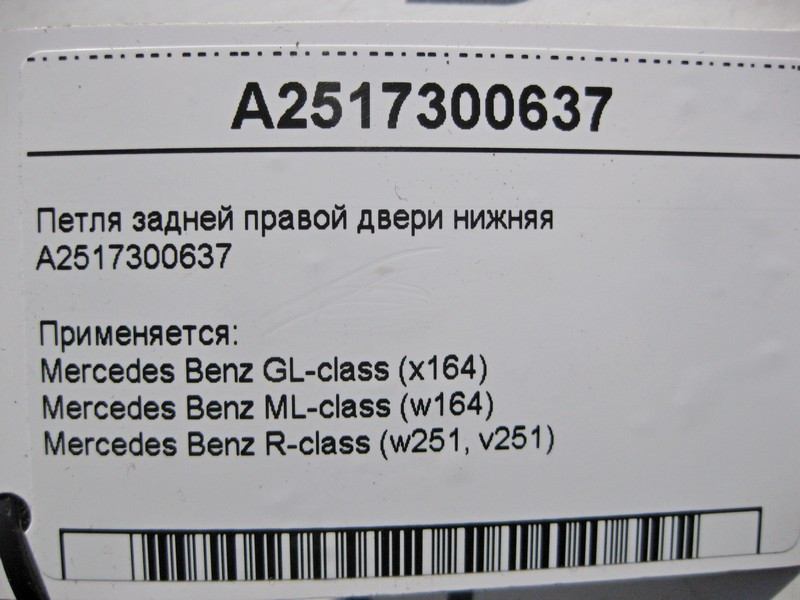 A2517300637
Петля задней правой двери нижняя
A2517300637
Применяется:
Mercedes Benz GL-class (x164)
Mercedes Benz ML-class (w164)
Mercedes Benz R-class (w251, v251)